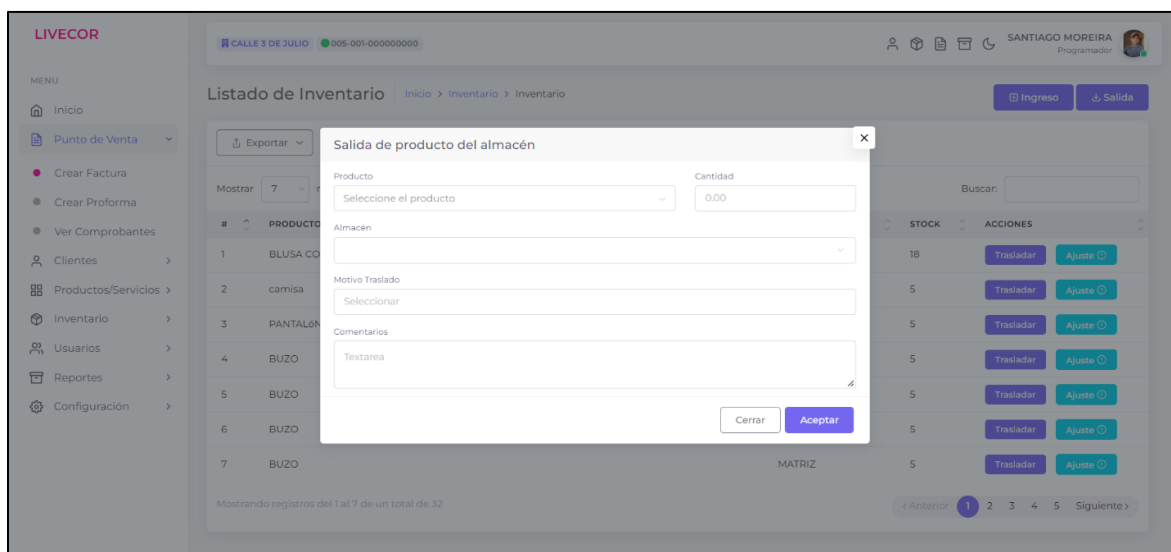 LIVECOR
CALLE 3 DE JULIO 005-001-000000000
SANTIAGO MOREIRA
Programador
MENU
Inicio
Punto de Venta
Crear Factura
Crear Proforma
Ver Comprobantes
Clientes
Productos/Servicios
Inventario
Usuarios
Reportes
Configuración
Listado de Inventario Inicio > Inventario > Inventario
Ingreso Salida
Exportar
Mostrar 7
Buscar:
# PRODUCTO STOCK ACCIONES
1 BLUSA CO 18 Trasladar Ajuste
2 camisa 5 Trasladar Ajuste
3 PANTALóN 5 Trasladar Ajuste
4 BUZO 5 Trasladar Ajuste
5 BUZO 5 Trasladar Ajuste
6 BUZO 5 Trasladar Ajuste
7 BUZO MATRIZ 5 Trasladar Ajuste
Mostrando registros del 1 al 7 de un total de 32
<Anterior 1 2 3 4 5 Siguiente>
Salida de producto del almacén ×
Producto Cantidad
Seleccione el producto 0.00
Almacén
Motivo Traslado
Seleccionar
Comentarios
Textarea
Cerrar Aceptar